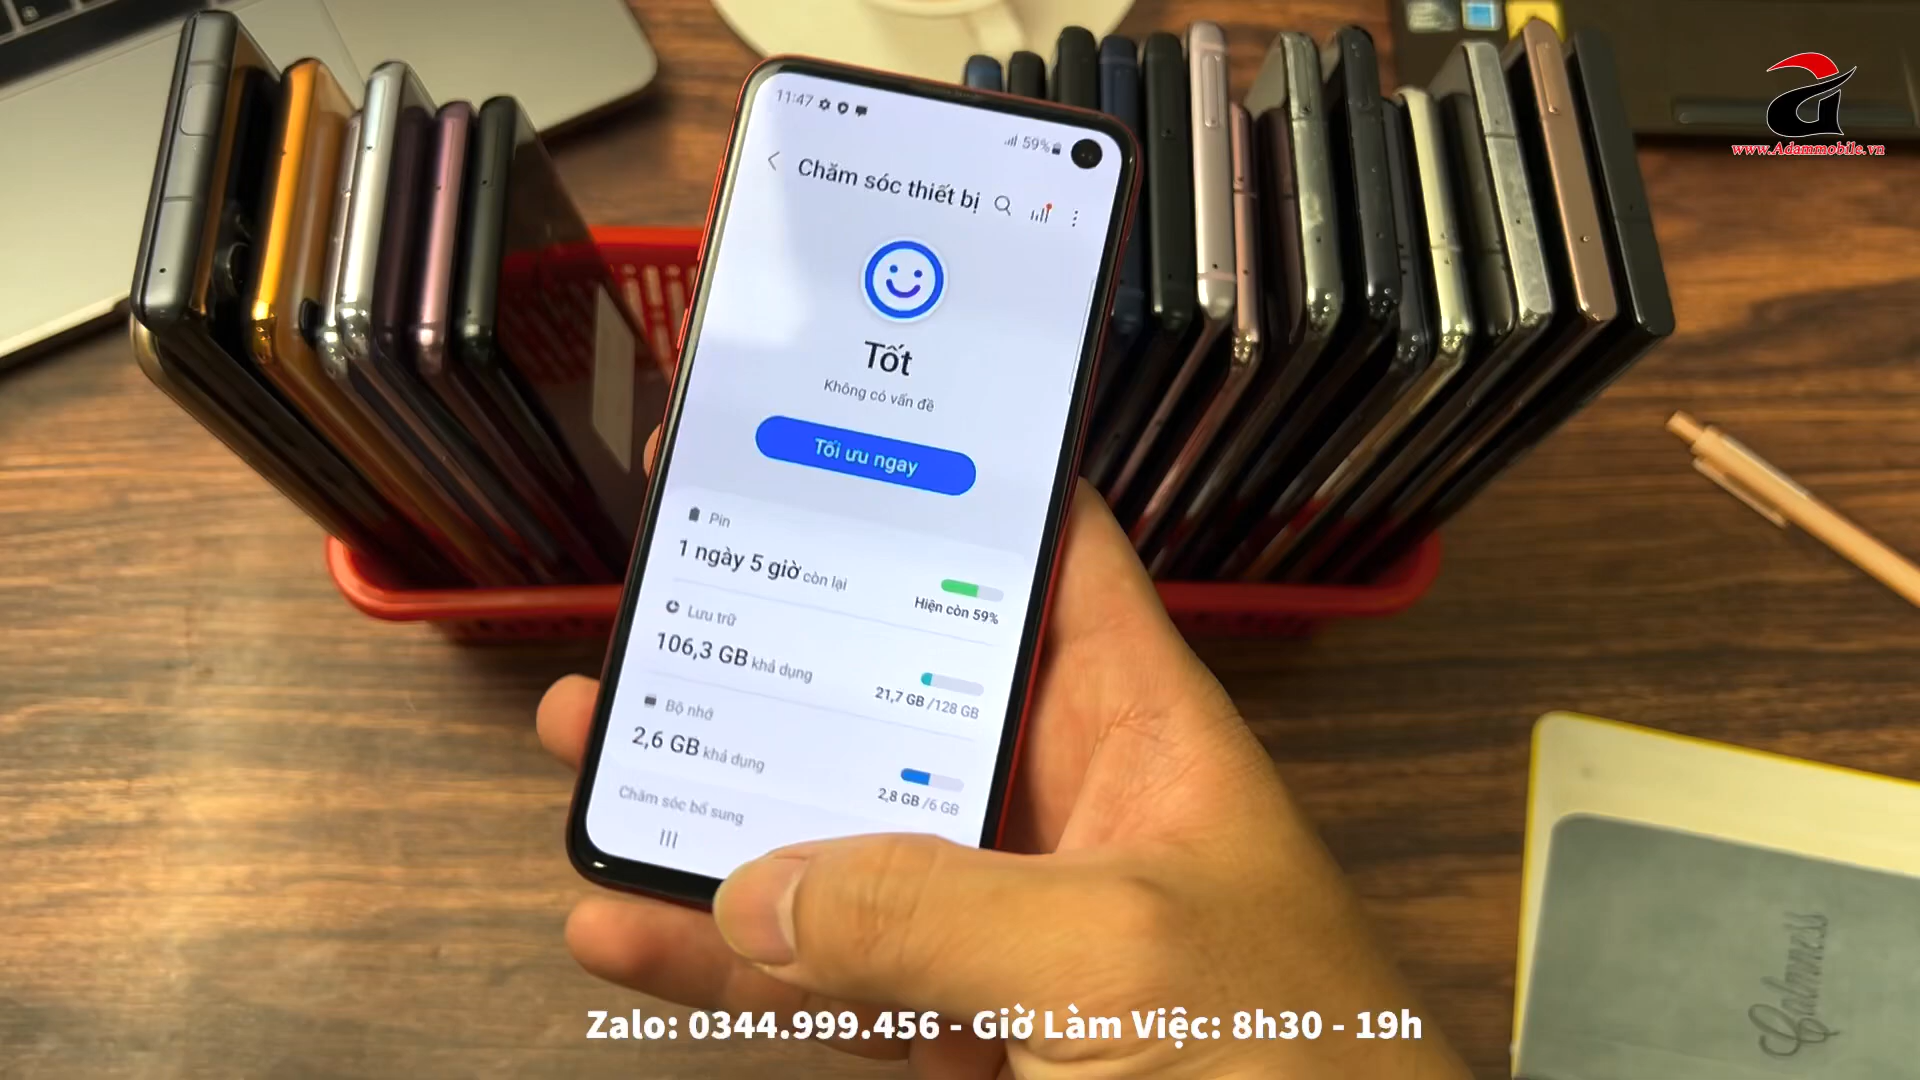 www.Adammobile.vn
11:47
59%
Chăm sóc thiết bị
Tốt
Không có vấn đề
Tối ưu ngay
Pin
1 ngày 5 giờ còn lại
Hiện còn 59%
Lưu trữ
106,3 GB khả dụng
21,7 GB /128 GB
Bộ nhớ
2,6 GB khả dụng
2,8 GB /6 GB
Chăm sóc bổ sung
Calmness
Zalo: 0344.999.456 - Giờ Làm Việc: 8h30 - 19h